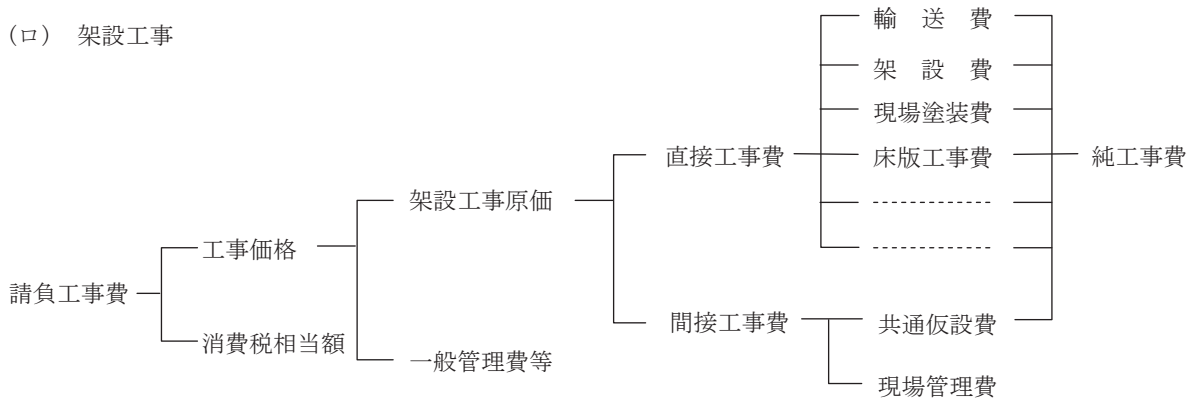 (ロ) 架設工事
輸送費
架設費
現場塗装費
直接工事費
床版工事費
純工事費
架設工事原価
工事価格
請負工事費
間接工事費
共通仮設費
消費税相当額
一般管理費等
現場管理費